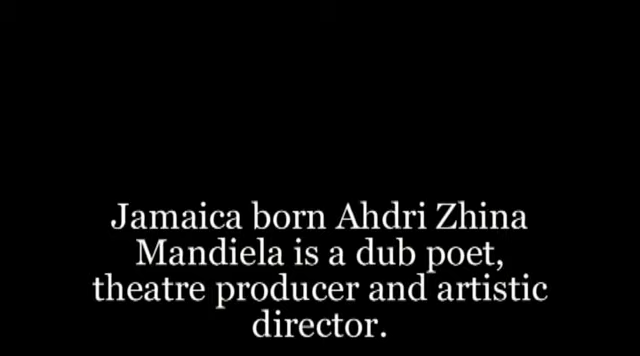 Jamaica born Ahdri Zhina
Mandiela is a dub poet,
theatre producer and artistic
director.